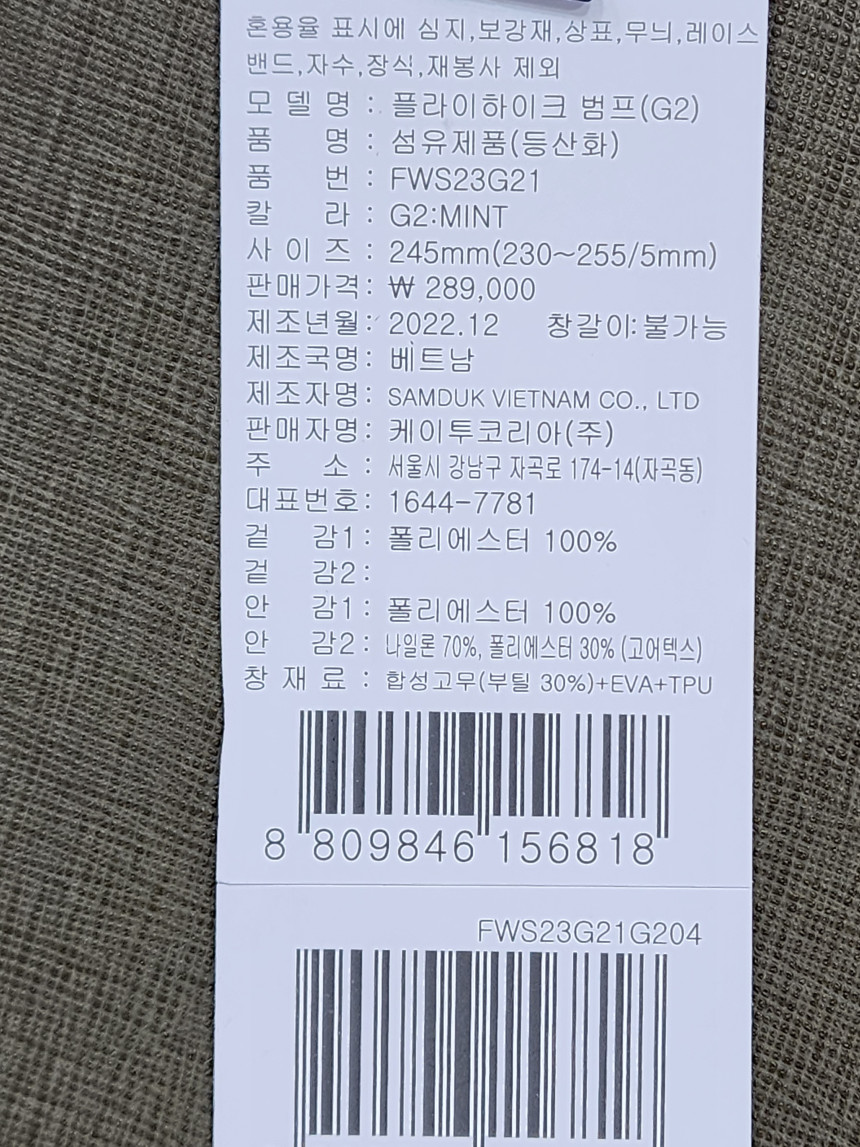 혼용율 표시에 심지,보강재,상표,무늬,레이스
밴드,자수,장식,재봉사 제외
모 델 명 : 플라이하이크 범프(G2)
품 명 : 섬유제품(등산화)
품 번 : FWS23G21
칼 라 : G2:MINT
사 이 즈 : 245mm(230~255/5mm)
판매가격: ₩ 289,000
제조년월: 2022.12 창갈이:불가능
제조국명: 베트남
제조자명: SAMDUK VIETNAM CO., LTD
판매자명: 케이투코리아(주)
주 소 : 서울시 강남구 자곡로 174-14(자곡동)
대표번호: 1644-7781
겉 감1: 폴리에스터 100%
겉 감2:
안 감1: 폴리에스터 100%
안 감2: 나일론 70%, 폴리에스터 30% (고어텍스)
창 재 료 : 합성고무(부틸 30%)+EVA+TPU
8 809846 156818
FWS23G21G204